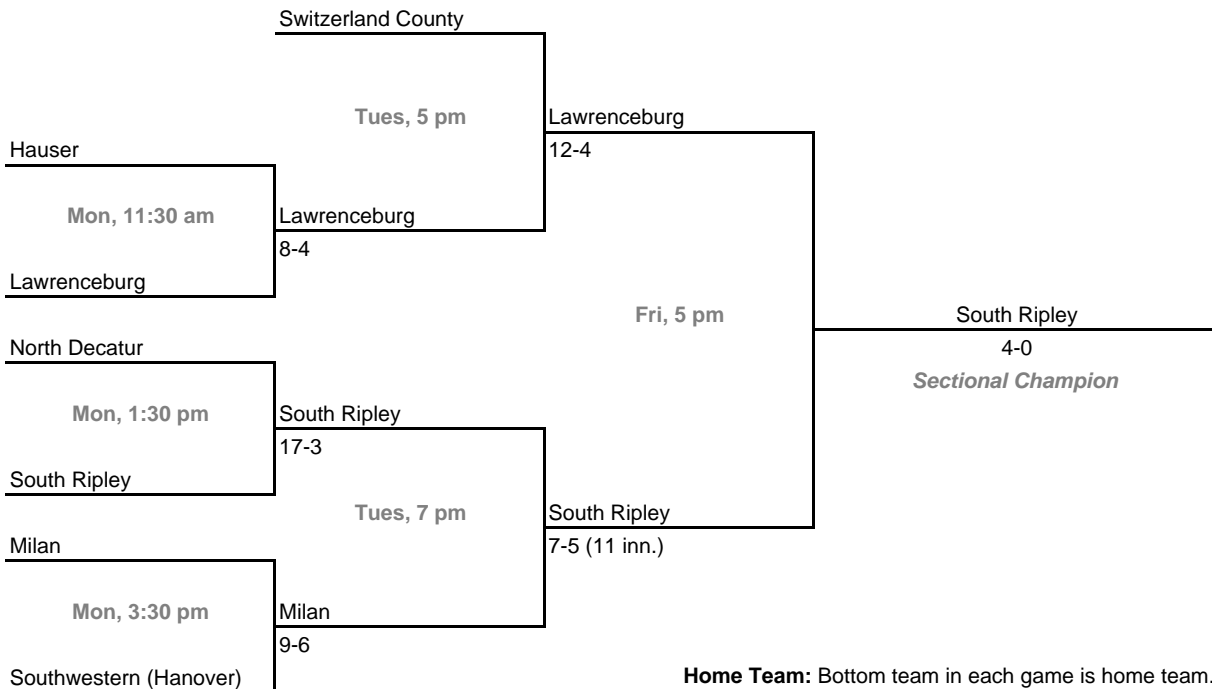 Switzerland County
Tues, 5 pm
Lawrenceburg
Hauser
12-4
Mon, 11:30 am
Lawrenceburg
8-4
Lawrenceburg
Fri, 5 pm
South Ripley
North Decatur
4-0
Sectional Champion
Mon, 1:30 pm
South Ripley
17-3
South Ripley
Tues, 7 pm
South Ripley
Milan
7-5 (11 inn.)
Mon, 3:30 pm
Milan
9-6
Southwestern (Hanover)
Home Team: Bottom team in each game is home team.